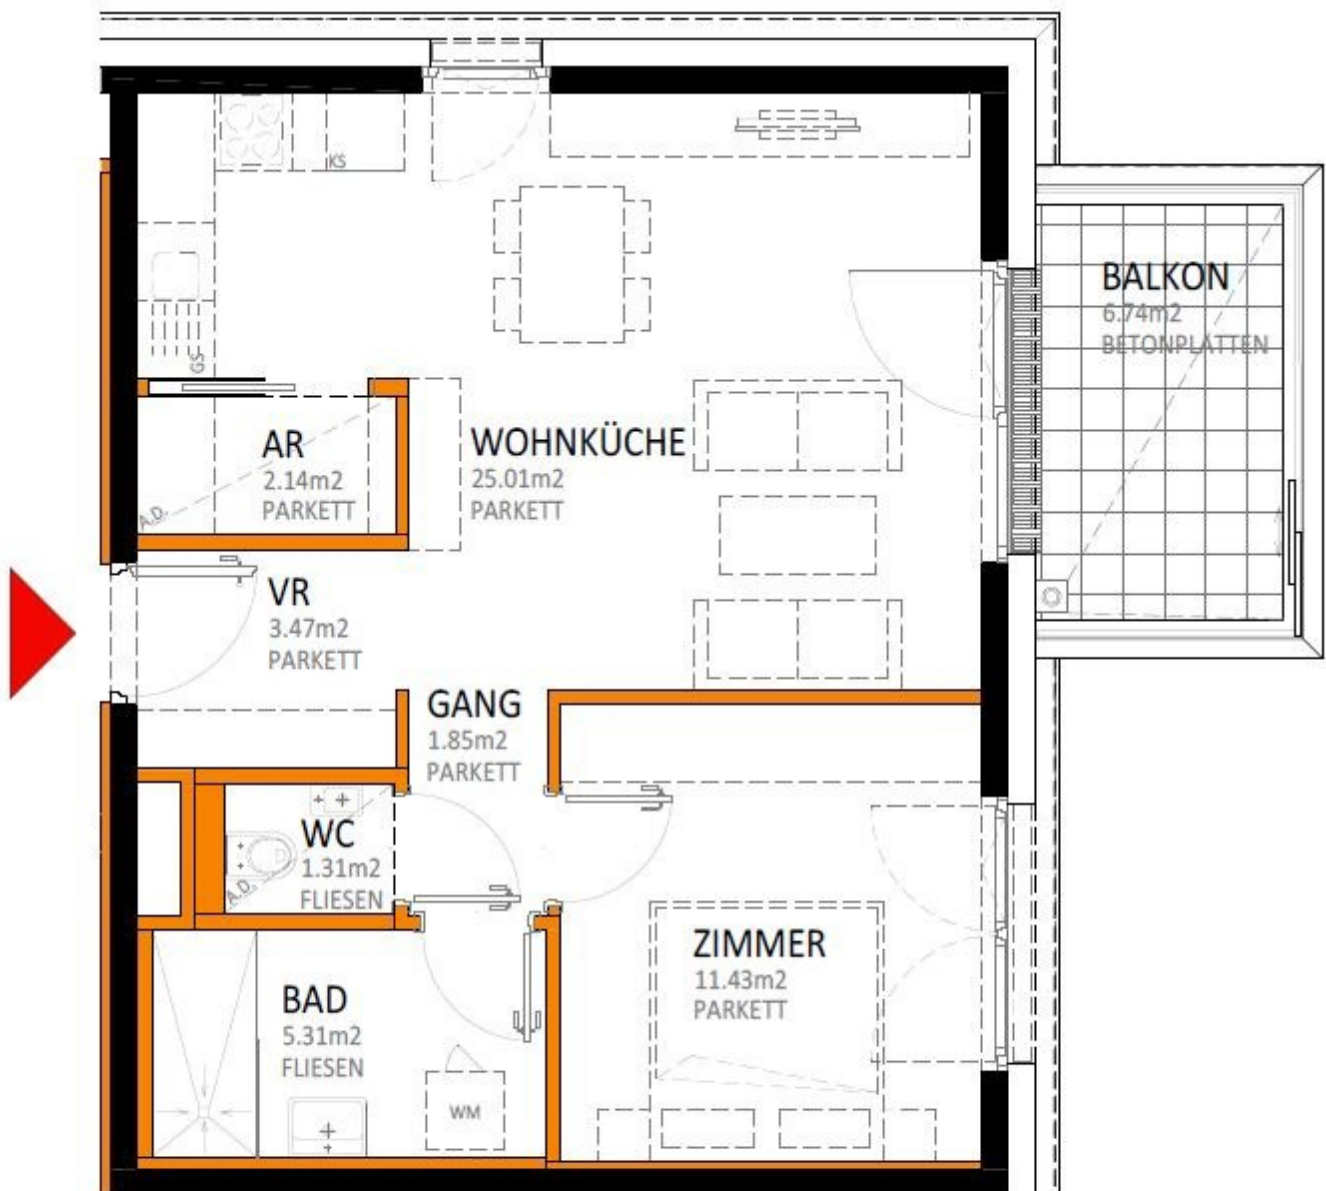 KS
BALKON
6.74m2
BETONPLATTEN
GS
AR
2.14m2
PARKETT
A.D.
WOHNKÜCHE
25.01m2
PARKETT
VR
3.47m2
PARKETT
GANG
1.85m2
PARKETT
WC
1.31m2
FLIESEN
A.D.
ZIMMER
11.43m2
PARKETT
BAD
5.31m2
FLIESEN
WM